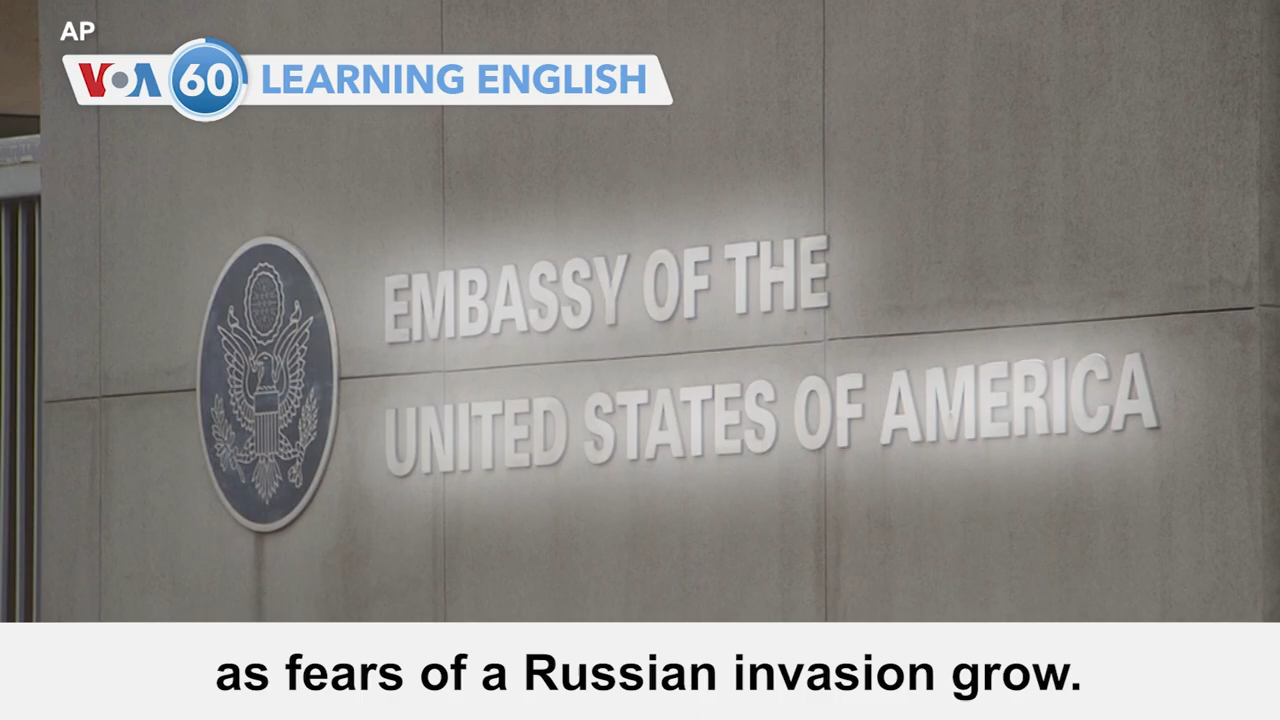 AP
VOA 60 LEARNING ENGLISH
EMBASSY OF THE
UNITED STATES OF AMERICA
as fears of a Russian invasion grow.